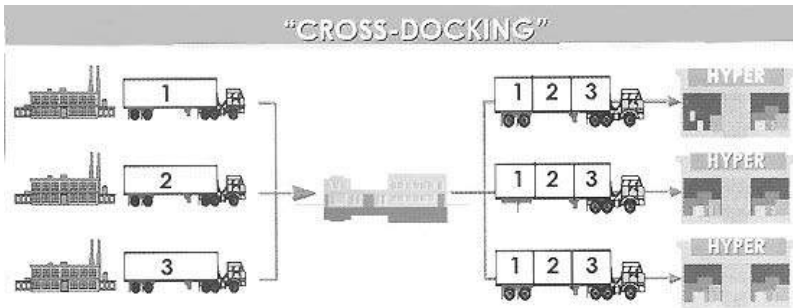 "CROSS-DOCKING"
1
1 2 3
HYPER
2
1 2 3
HYPER
3
1 2 3
HYPER